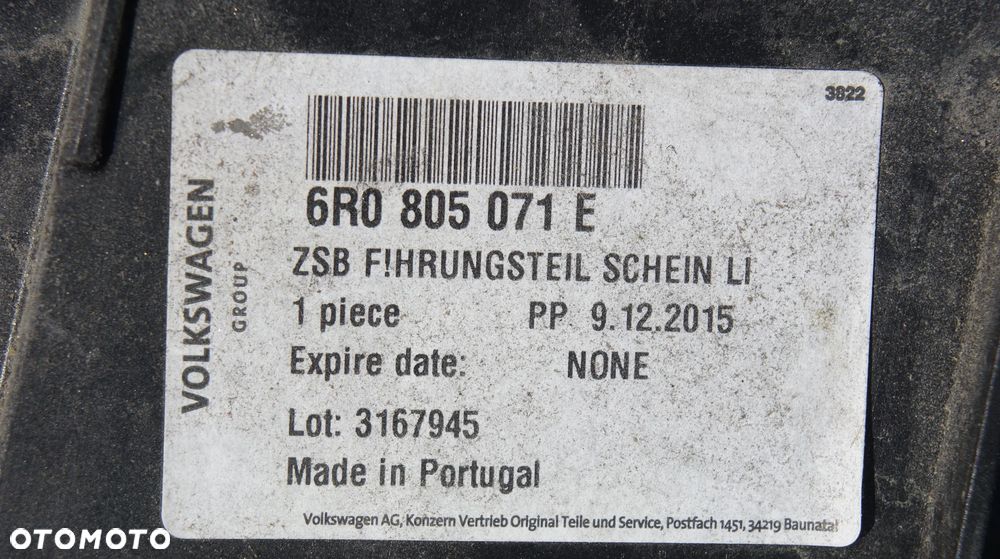 3822
VOLKSWAGEN
GROUP
6R0 805 071 E
ZSB F!HRUNGSTEIL SCHEIN LI
1 piece PP 9.12.2015
Expire date: NONE
Lot: 3167945
Made in Portugal
Volkswagen AG, Konzern Vertrieb Original Teile und Service, Postfach 1451, 34219 Baunatal
OTOMOTO